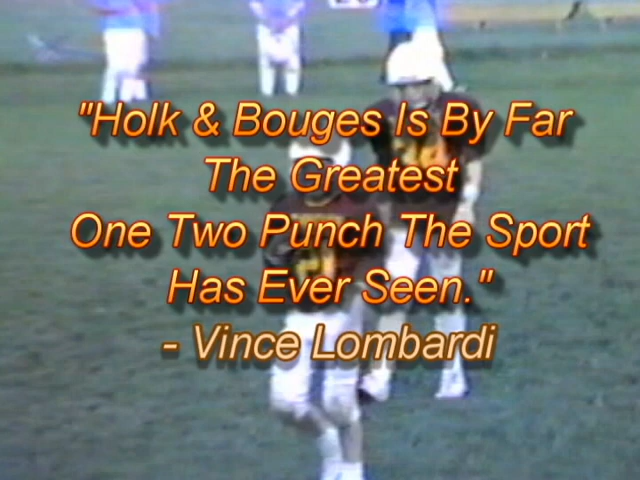 "Holk & Bouges Is By Far
The Greatest
One Two Punch The Sport
Has Ever Seen."
- Vince Lombardi